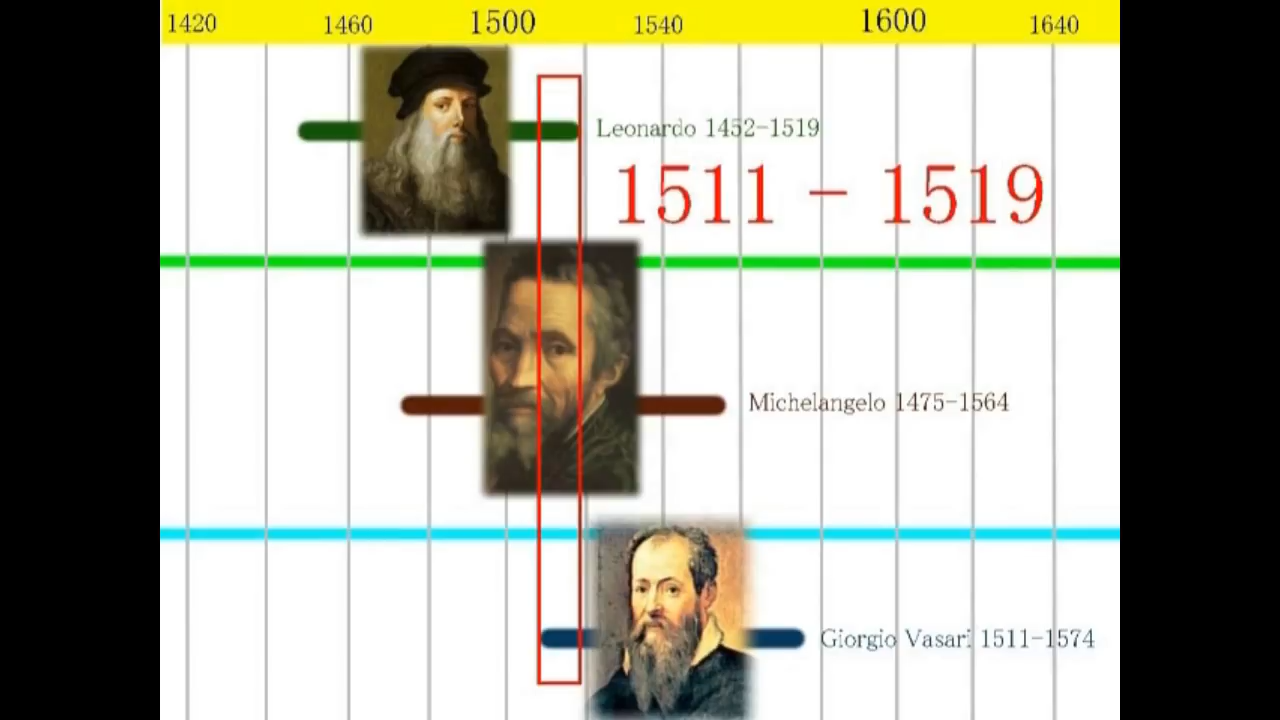 1420 1460 1500 1540 1600 1640
Leonardo 1452-1519
1511 - 1519
Michelangelo 1475-1564
Giorgio Vasari 1511-1574